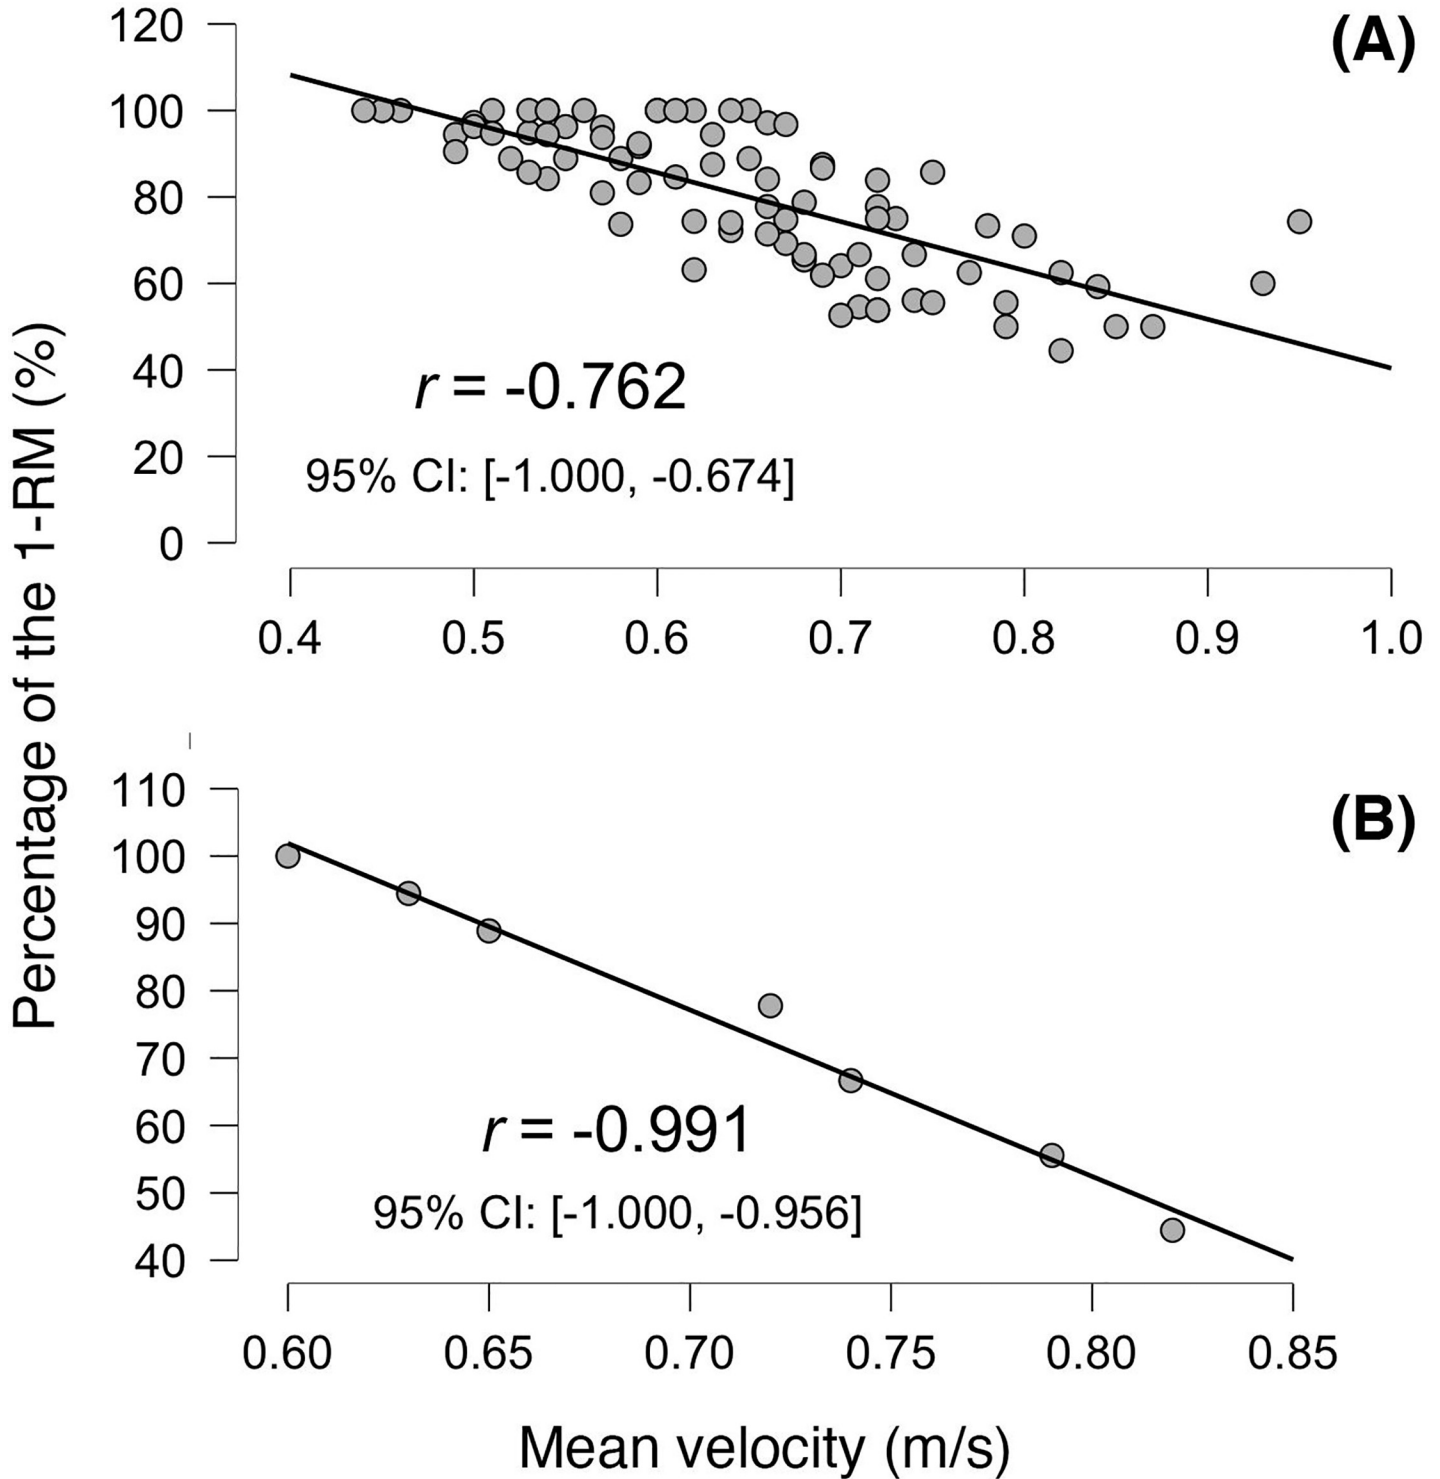 (A)
120
100
80
60
40
20
0
r = -0.762
95% CI: [-1.000, -0.674]
0.4 0.5 0.6 0.7 0.8 0.9 1.0
Percentage of the 1-RM (%)
(B)
110
100
90
80
70
60
50
40
r = -0.991
95% CI: [-1.000, -0.956]
0.60 0.65 0.70 0.75 0.80 0.85
Mean velocity (m/s)